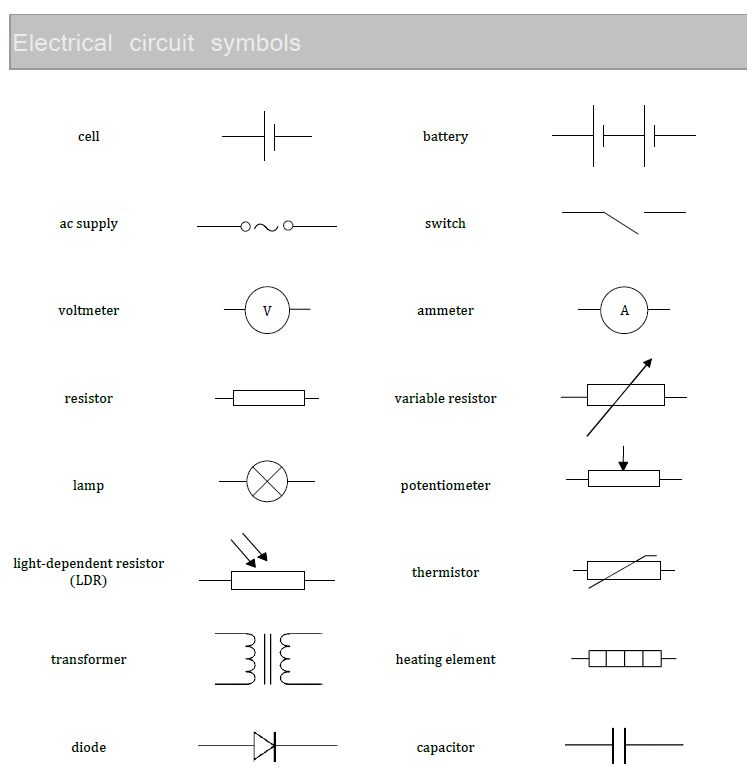 Electrical circuit symbols
cell
battery
ac supply
switch
voltmeter
V
ammeter
A
resistor
variable resistor
lamp
potentiometer
light-dependent resistor
(LDR)
thermistor
transformer
heating element
diode
capacitor